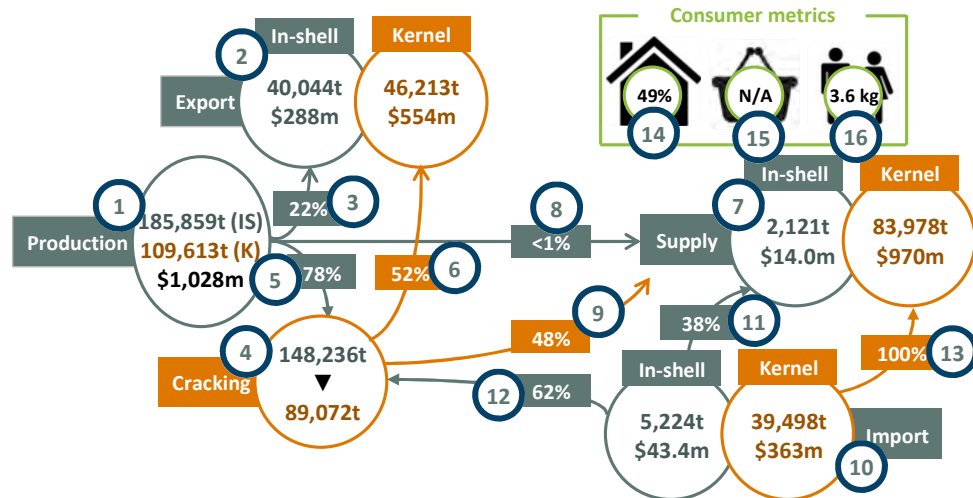 Consumer metrics
In-shell
Kernel
2
Export
40,044t
$288m
46,213t
$554m
49%
N/A
3.6 kg
14
15
16
22%
3
1
Production
185,859t (IS)
109,613t (K)
$1,028m
5
78%
52%
6
8
<1%
In-shell
Kernel
7
Supply
2,121t
$14.0m
83,978t
$970m
4
Cracking
148,236t
▼
89,072t
48%
9
38%
11
100%
13
12
62%
In-shell
Kernel
5,224t
$43.4m
39,498t
$363m
Import
10